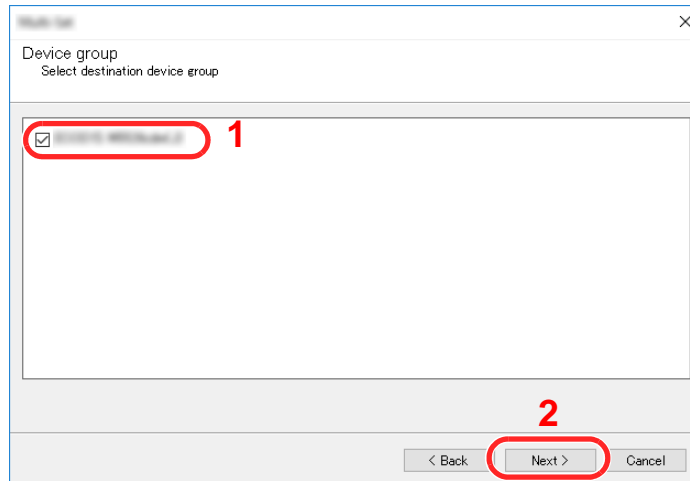 Device group
Select destination device group
1
2
< Back
Next >
Cancel